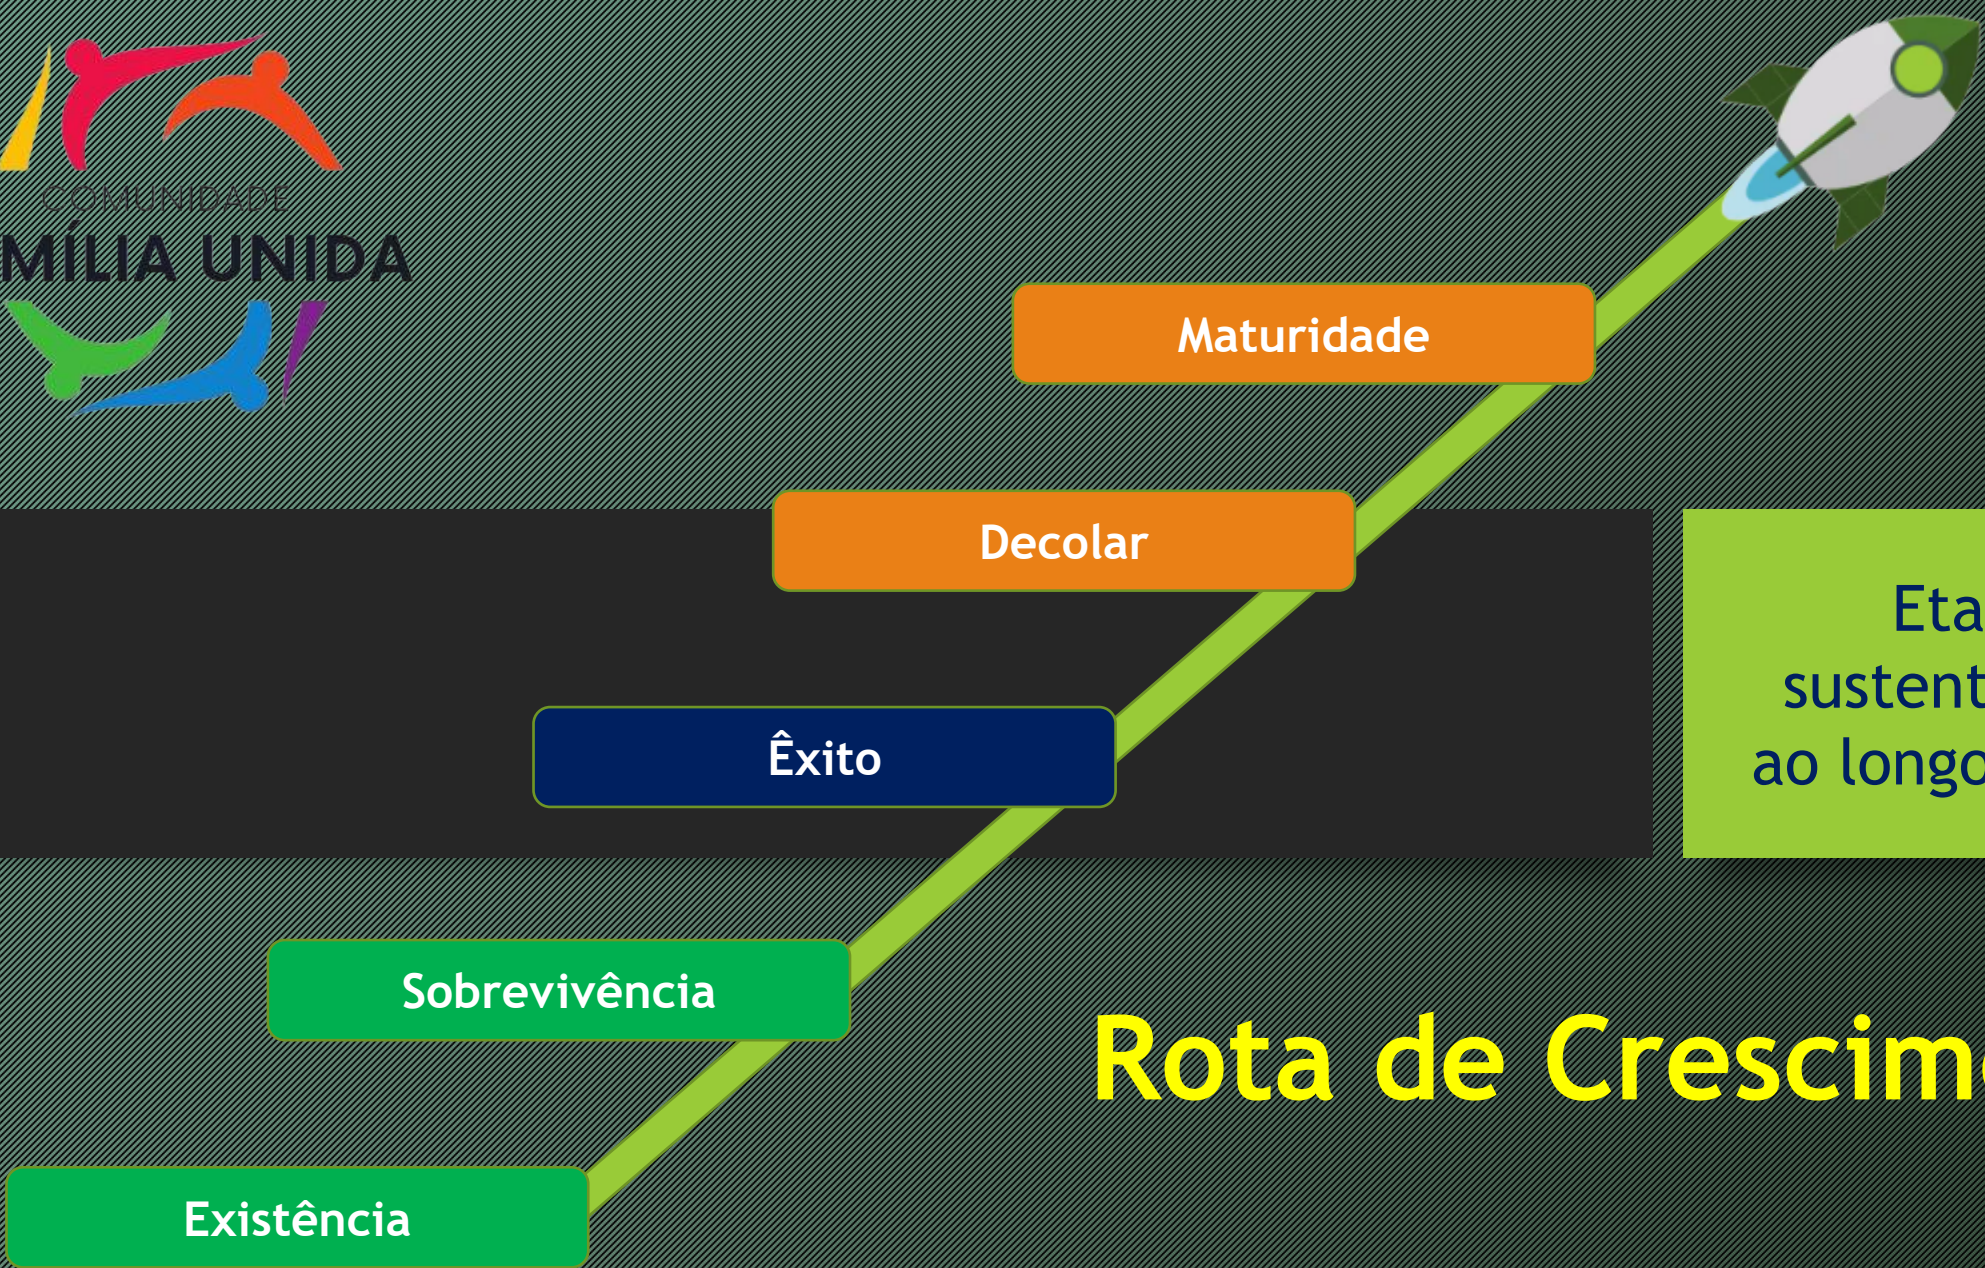 COMUNIDADE
MÍLIA UNIDA
Maturidade
Decolar
Eta
sustent
ao longo
Êxito
Sobrevivência
Rota de Crescim
Existência